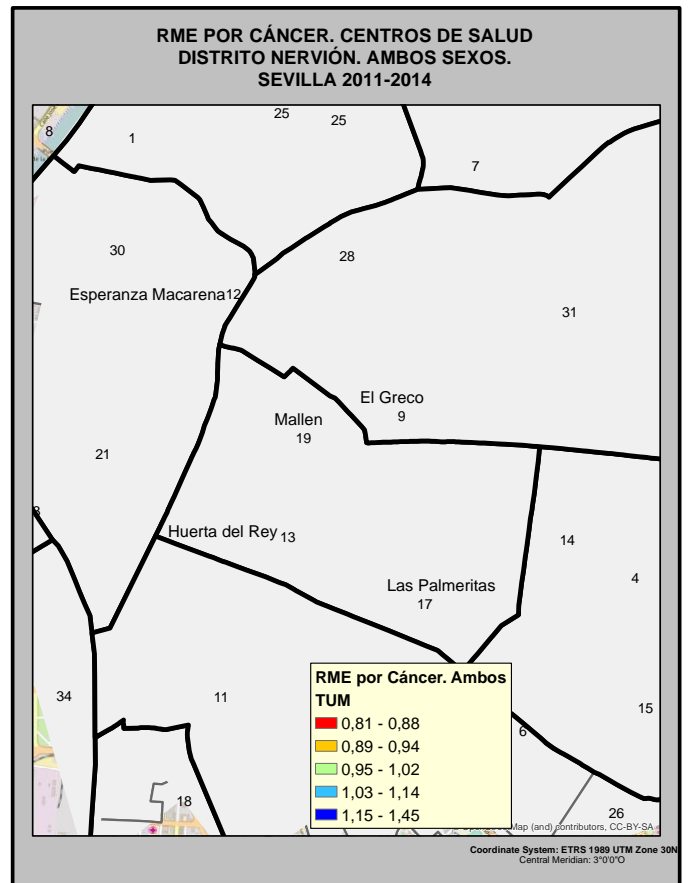 RME POR CÁNCER. CENTROS DE SALUD
DISTRITO NERVIÓN. AMBOS SEXOS.
SEVILLA 2011-2014
25
25
8
1
7
30
28
Esperanza Macarena 12
31
El Greco
9
Mallen
19
21
Huerta del Rey 13
14
Las Palmeritas
17
4
34
11
15
6
18
26
RME por Cáncer. Ambos
TUM
0,81 - 0,88
0,89 - 0,94
0,95 - 1,02
1,03 - 1,14
1,15 - 1,45
Map (and) contributors, CC-BY-SA
Coordinate System: ETRS 1989 UTM Zone 30N
Central Meridian: 3°0'0"O